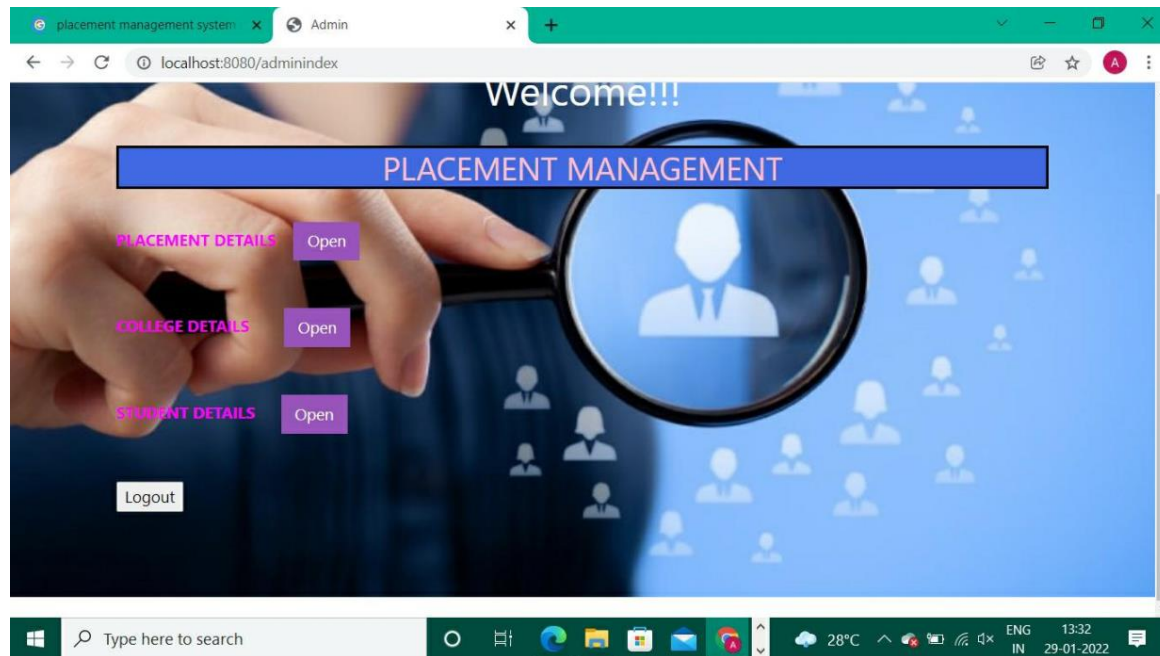 placement management system
Admin
localhost:8080/adminindex
A
Welcome!!!
PLACEMENT MANAGEMENT
PLACEMENT DETAILS Open
COLLEGE DETAILS Open
STUDENT DETAILS Open
Logout
Type here to search
28°C
ENG
IN
13:32
29-01-2022